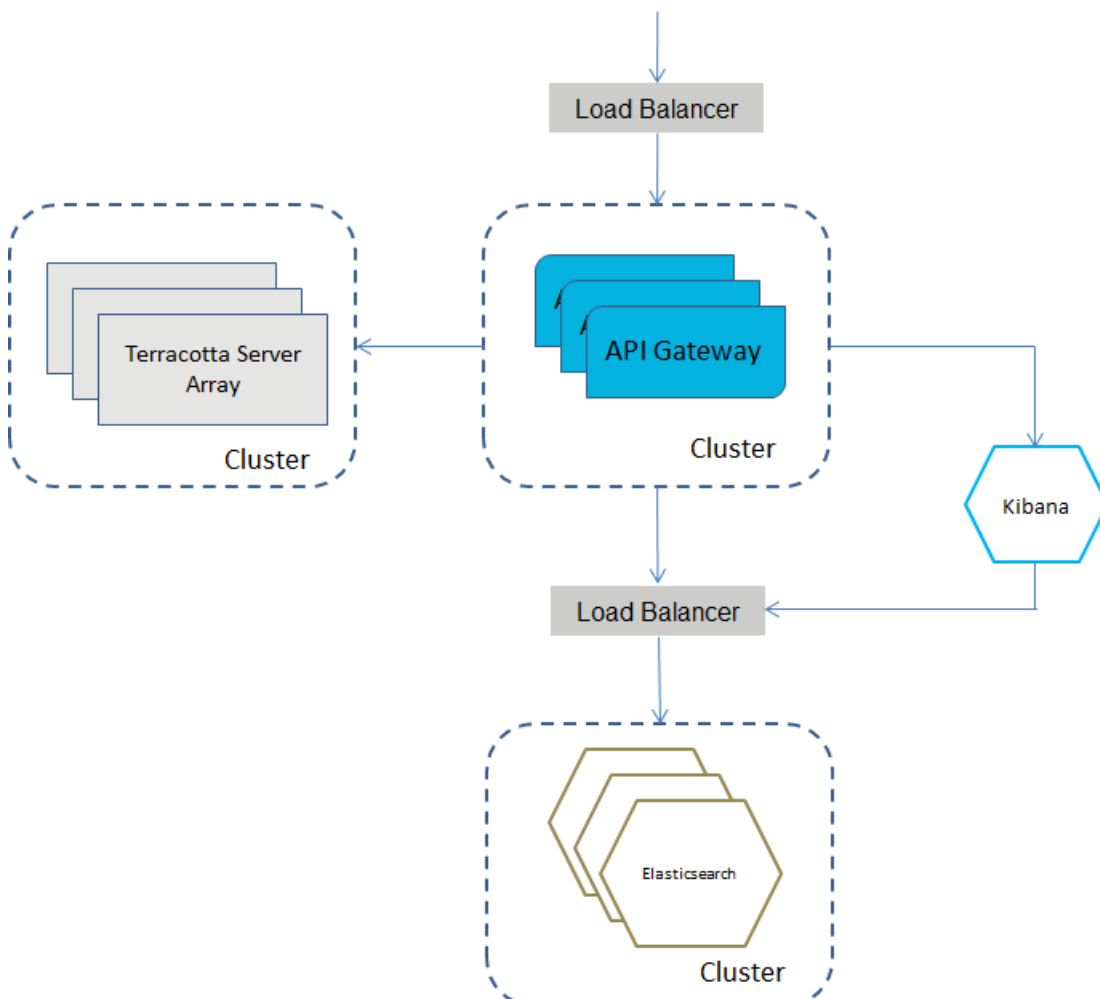 Load Balancer
Terracotta Server
Array
Cluster
A
A
API Gateway
Cluster
Kibana
Load Balancer
Elasticsearch
Cluster